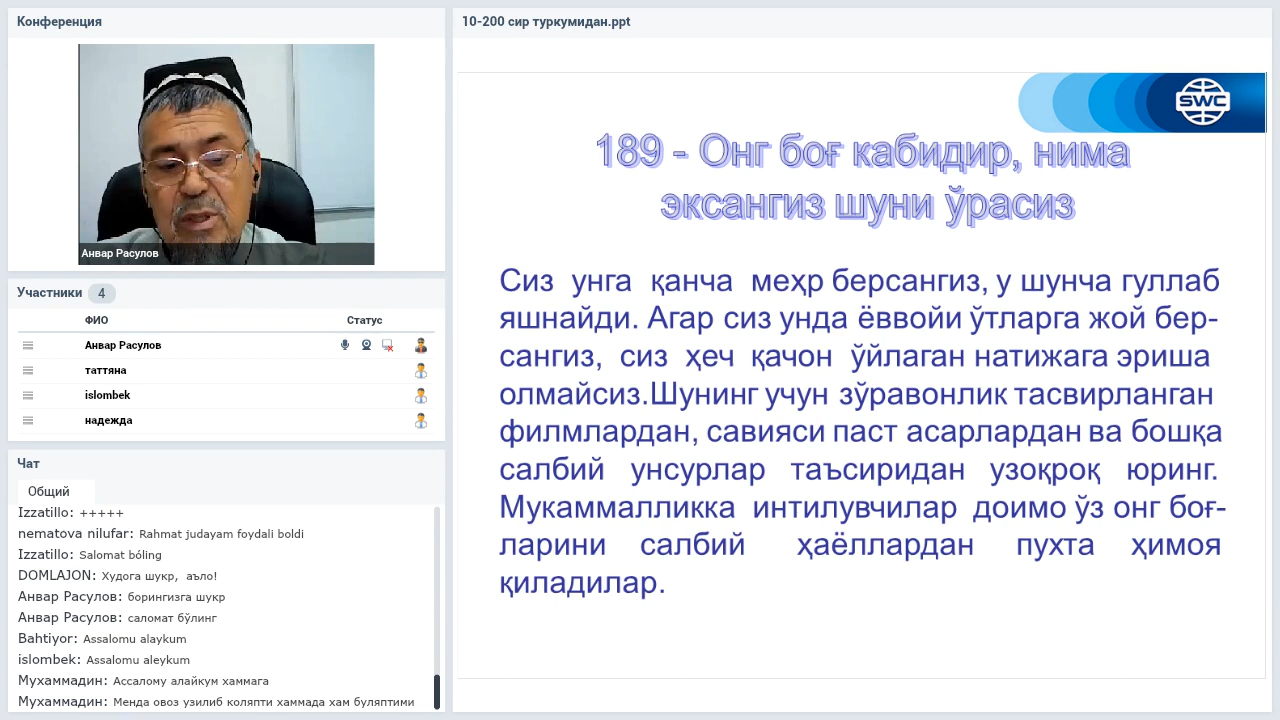 Конференция
Анвар Расулов
Участники 4
ФИО Статус
Анвар Расулов
таттяна
islombek
надежда
Чат
Общий
Izzatillo: +++++
nematova nilufar: Rahmat judayam foydali boldi
Izzatillo: Salomat bóling
DOMLAJON: Худога шукр, аъло!
Анвар Расулов: борингизга шукр
Анвар Расулов: саломат бўлинг
Bahtiyor: Assalomu alaykum
islombek: Assalomu aleykum
Мухаммадин: Ассалому алайкум хаммага
Мухаммадин: Менда овоз узилиб коляпти хаммада хам буляптими
10-200 сир туркумидан.ppt
SWC
189 - Онг боғ кабидир, нима
эксангиз шуни ўрасиз
Сиз унга қанча меҳр берсангиз, у шунча гуллаб
яшнайди. Агар сиз унда ёввойи ўтларга жой бер-
сангиз, сиз ҳеч қачон ўйлаган натижага эриша
олмайсиз.Шунинг учун зўравонлик тасвирланган
филмлардан, савияси паст асарлардан ва бошқа
салбий унсурлар таъсиридан узоқроқ юринг.
Мукаммалликка интилувчилар доимо ўз онг боғ-
ларини салбий ҳаёллардан пухта ҳимоя
қиладилар.